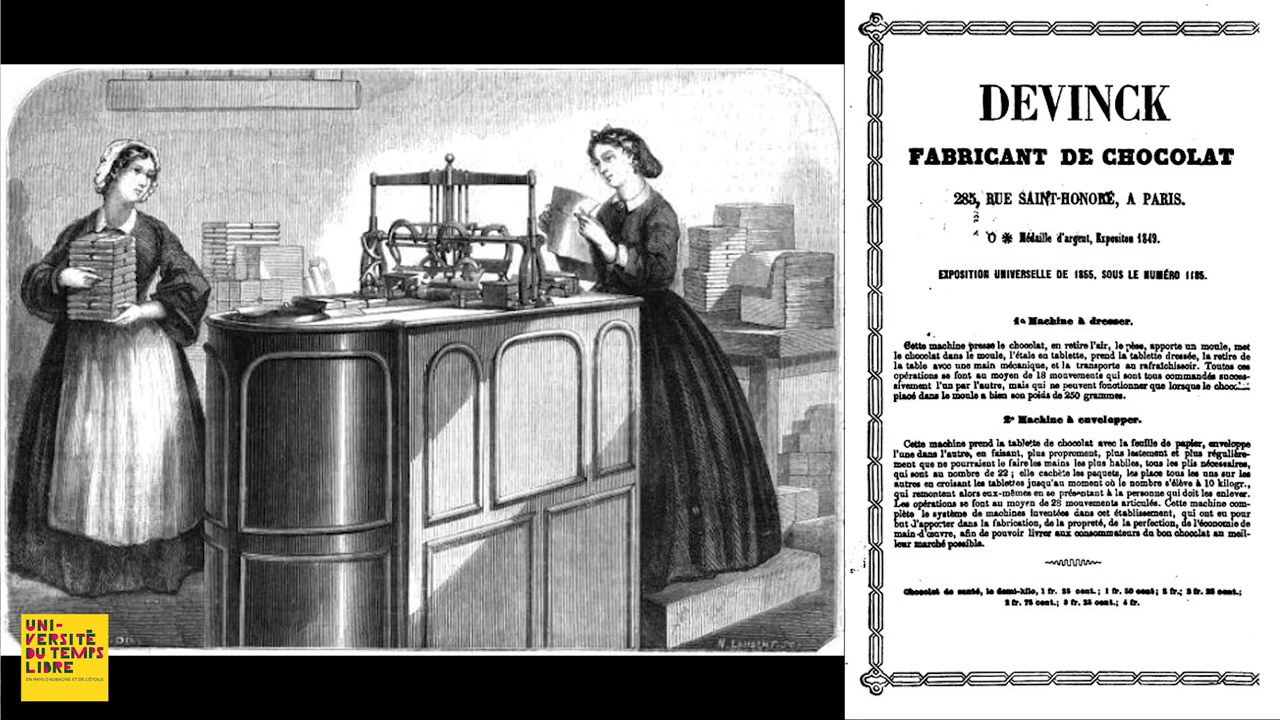 DEVINCK
FABRICANT DE CHOCOLAT
285, RUE SAINT-HONORÉ, A PARIS.
Médaille d'argent, Expositon 1849.
EXPOSITION UNIVERSELLE DE 1855, SOUS LE NUMÉRO 1185.
1o Machine à dresser.
Cette machine presse le chocolat, en retire l'air, le pèse, apporte un moule, met
le chocolat dans le moule, l'étale en tablette, prend la tablette dressée, la retire de
la table avec une main mécanique, et la transporte au rafraîchissoir. Toutes ces
opérations se font au moyen de 18 mouvements qui sont tous commandés succes-
sivement l'un par l'autre, mais qui ne peuvent fonctionner que lorsque le chocolat
placé dans le moule a bien son poids de 250 grammes.
2o Machine à envelopper.
Cette machine prend la tablette de chocolat avec la feuille de papier, enveloppe
l'une dans l'autre, en faisant, plus proprement, plus lestement et plus régulière-
ment que ne pourraient le faire les mains les plus habiles, tous les plis nécessaires,
qui sont au nombre de 22 ; elle cachète les paquets, les place tous les uns sur les
autres en croisant les tablettes jusqu'au moment où le nombre s'élève à 10 kilogr.,
qui remontent alors eux-mêmes en se présentant à la personne qui doit les enlever.
Les opérations se font au moyen de 28 mouvements articulés. Cette machine com-
plète le système de machines inventées dans cet établissement, qui ont eu pour
but d'apporter dans la fabrication, de la propreté, de la perfection, de l'économie de
main-d'œuvre, afin de pouvoir livrer aux consommateurs du bon chocolat au meil-
leur marché possible.
Chocolat de santé, le demi-kilo, 1 fr. 25 cent.; 1 fr. 50 cent; 2 fr.; 2 fr. 25 cent.;
2 fr. 75 cent.; 3 fr. 25 cent.; 4 fr.
UNI-
VERSITÉ
DU TEMPS
LIBRE
EN PAYS D'AUBAGNE ET DE L'ÉTOILE